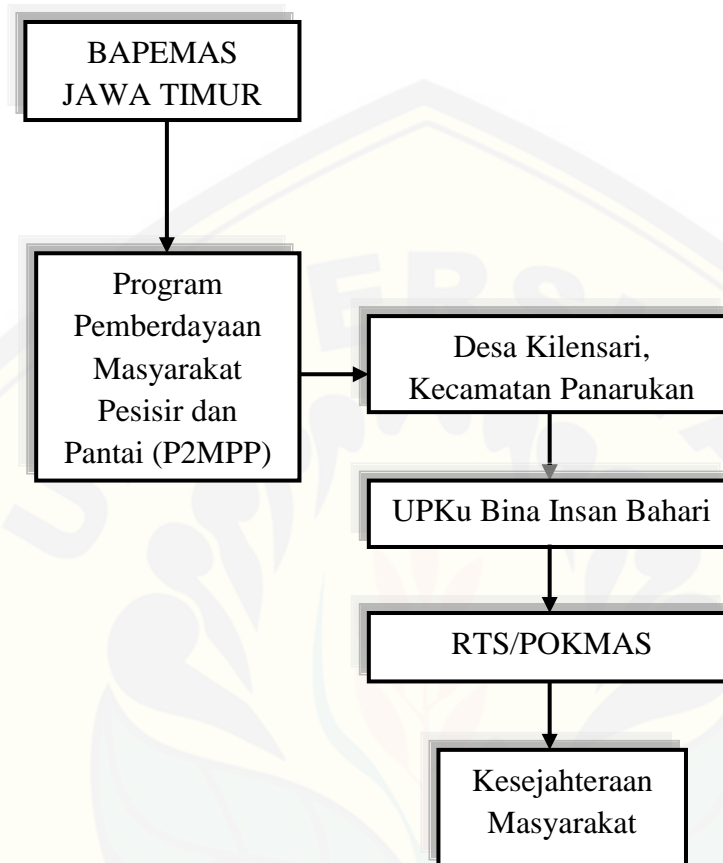 BAPEMAS
JAWA TIMUR
Program
Pemberdayaan
Masyarakat
Pesisir dan
Pantai (P2MPP)
Desa Kilensari,
Kecamatan Panarukan
UPKu Bina Insan Bahari
RTS/POKMAS
Kesejahteraan
Masyarakat